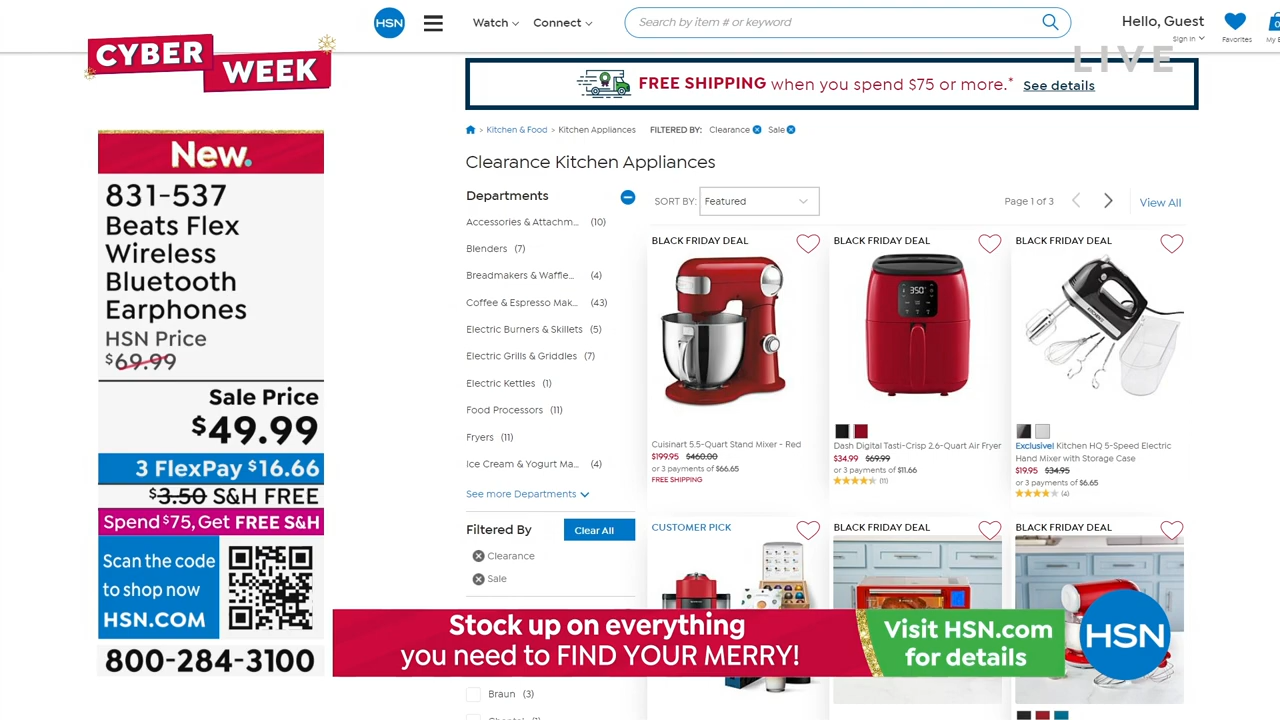 HSN
Watch
Connect
Search by item # or keyword
Hello, Guest
Sign In
Favorites
LIVE
CYBER
WEEK
FREE SHIPPING when you spend $75 or more.* See details
> Kitchen & Food > Kitchen Appliances FILTERED BY: Clearance Sale
Clearance Kitchen Appliances
New.
831-537
Beats Flex
Wireless
Bluetooth
Earphones
HSN Price
$69.99
Sale Price
$49.99
3 FlexPay $16.66
$3.50 S&H FREE
Spend $75, Get FREE S&H
Scan the code
to shop now
HSN.COM
800-284-3100
Departments
Accessories & Attachm... (10)
Blenders (7)
Breadmakers & Waffle... (4)
Coffee & Espresso Mak... (43)
Electric Burners & Skillets (5)
Electric Grills & Griddles (7)
Electric Kettles (1)
Food Processors (11)
Fryers (11)
Ice Cream & Yogurt Ma... (4)
See more Departments
Filtered By
Clear All
Clearance
Sale
Braun (3)
SORT BY: Featured
Page 1 of 3
View All
BLACK FRIDAY DEAL
Cuisinart 5.5-Quart Stand Mixer - Red
$199.95 $460.00
or 3 payments of $66.65
FREE SHIPPING
BLACK FRIDAY DEAL
350°
Dash Digital Tasti-Crisp 2.6-Quart Air Fryer
$34.99 $69.99
or 3 payments of $11.66
(11)
BLACK FRIDAY DEAL
Exclusive! Kitchen HQ 5-Speed Electric
Hand Mixer with Storage Case
$19.95 $34.95
or 3 payments of $6.65
(4)
CUSTOMER PICK
BLACK FRIDAY DEAL
BLACK FRIDAY DEAL
Stock up on everything
you need to FIND YOUR MERRY!
Visit HSN.com
for details
HSN